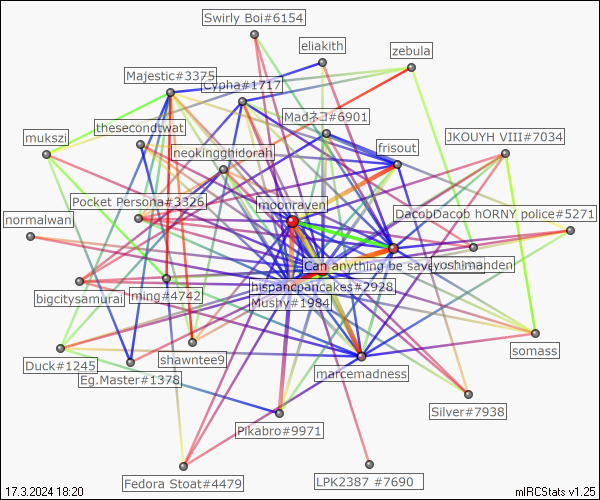 Swirly Boi#6154
eliakith
zebula
Majestic#3375
Cypha#1717
Madネコ#6901
thesecondtwat
mukszi
frisout
JKOUYH VIII#7034
neokingghidorah
Pocket Persona#3326
moonraven
normalwan
DacobDacob hORNY police#5271
Can anything be save
yoshimanden
hispancpancakes#2928
bigcitysamurai
ming#4742
Mushy#1984
somass
shawntee9
Duck#1245
marcemadness
Eg.Master#1378
Silver#7938
Pikabro#9971
Fedora Stoat#4479
LPK2387 #7690
17.3.2024 18:20
mIRCStats v1.25